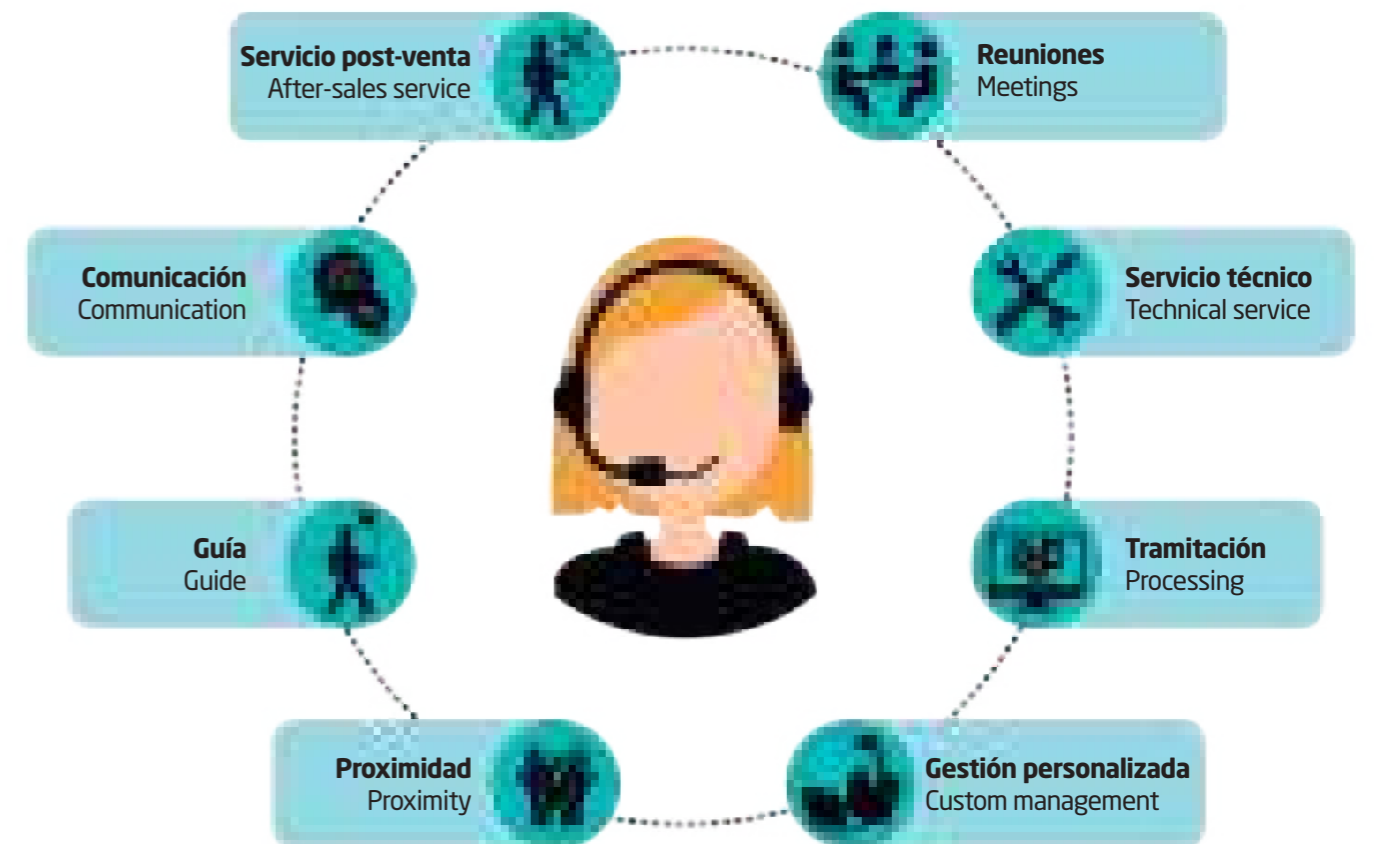 Servicio post-venta
After-sales service
Reuniones
Meetings
Comunicación
Communication
Servicio técnico
Technical service
Guía
Guide
Tramitación
Processing
Proximidad
Proximity
Gestión personalizada
Custom management